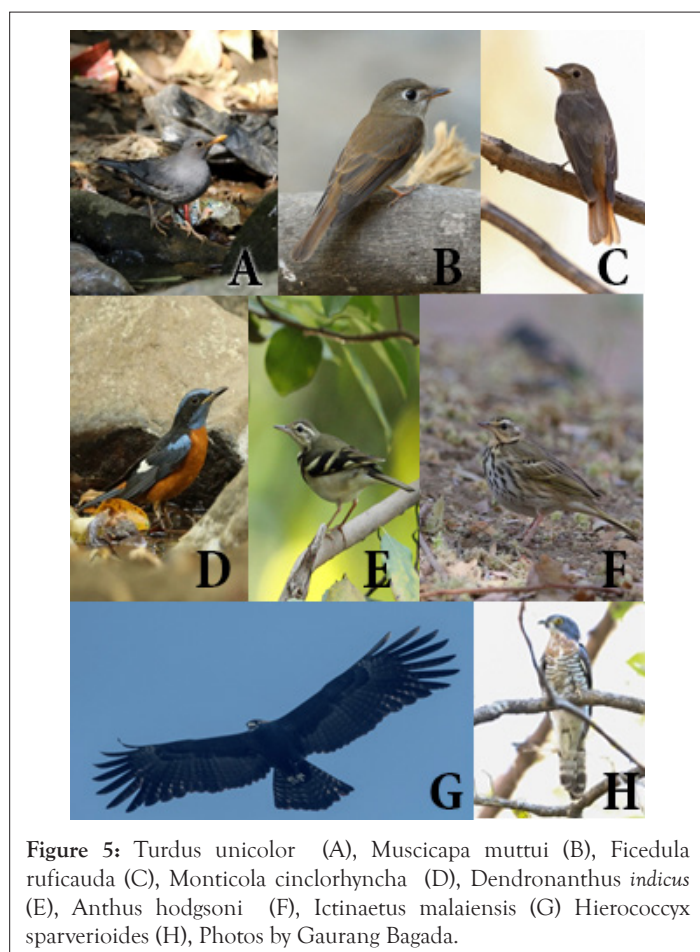 A
B
C
D
E
F
G
H
Figure 5: Turdus unicolor (A), Muscicapa muttui (B), Ficedula
ruficauda (C), Monticola cinclorhyncha (D), Dendronanthus indicus
(E), Anthus hodgsoni (F), Ictinaetus malaiensis (G) Hierococcyx
sparverioides (H), Photos by Gaurang Bagada.